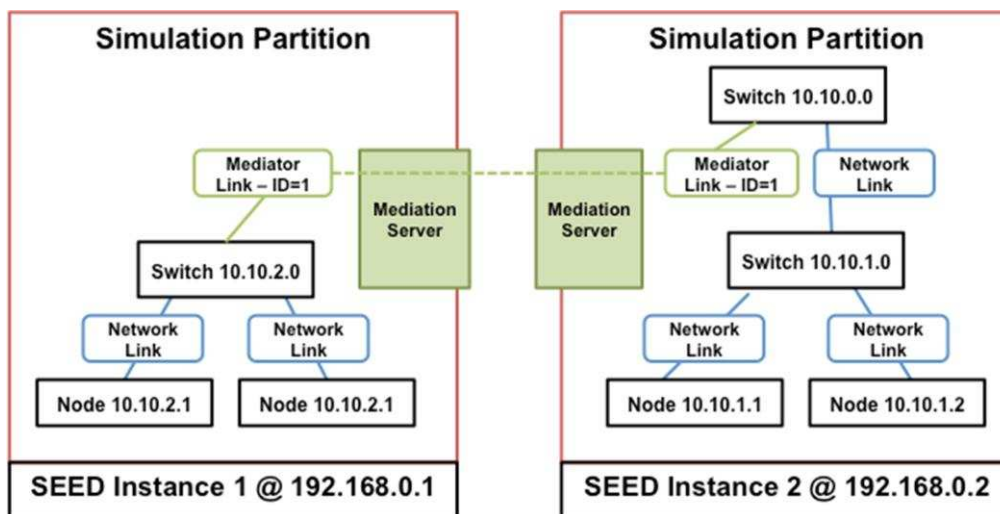 Simulation Partition
Mediator
Link – ID=1
Mediation
Server
Switch 10.10.2.0
Network
Link
Network
Link
Node 10.10.2.1
Node 10.10.2.1
SEED Instance 1 @ 192.168.0.1
Simulation Partition
Switch 10.10.0.0
Mediation
Server
Mediator
Link – ID=1
Network
Link
Switch 10.10.1.0
Network
Link
Network
Link
Node 10.10.1.1
Node 10.10.1.2
SEED Instance 2 @ 192.168.0.2